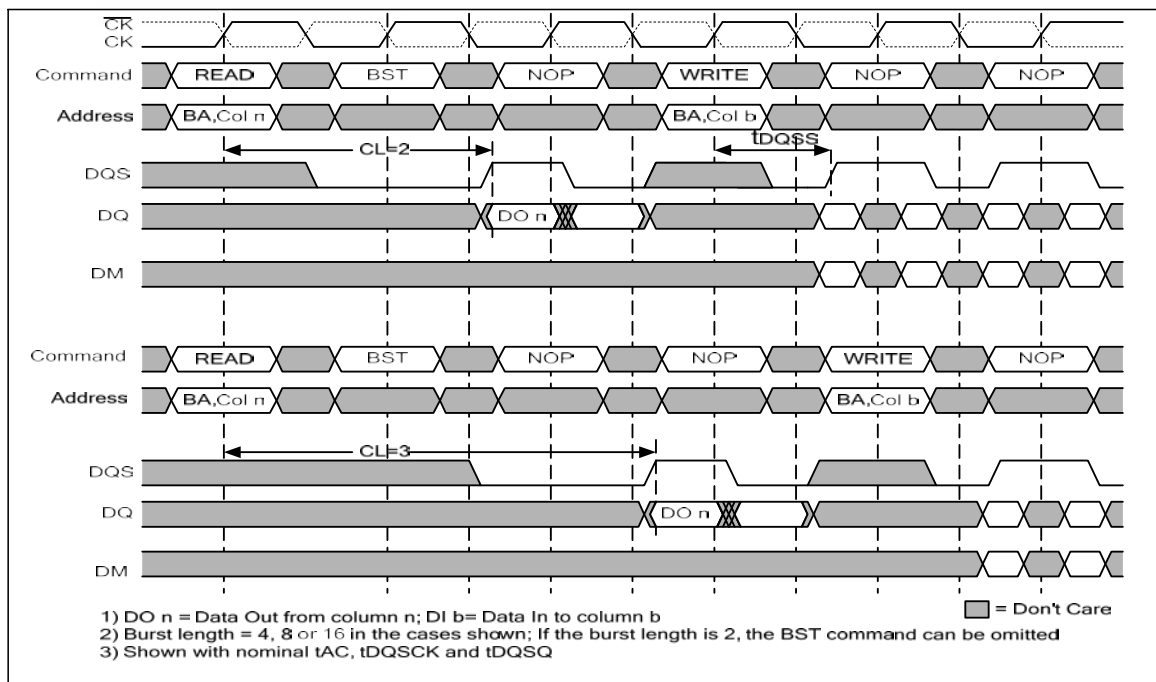 CK
CK
Command READ BST NOP WRITE NOP NOP
Address BA,Col n BA,Col b
CL=2 tDQSS
DQS
DQ DO n
DM
Command READ BST NOP NOP WRITE NOP
Address BA,Col n BA,Col b
CL=3
DQS
DQ DO n
DM
1) DO n = Data Out from column n; DI b= Data In to column b = Don't Care
2) Burst length = 4, 8 or 16 in the cases shown; If the burst length is 2, the BST command can be omitted
3) Shown with nominal tAC, tDQSCK and tDQSQ